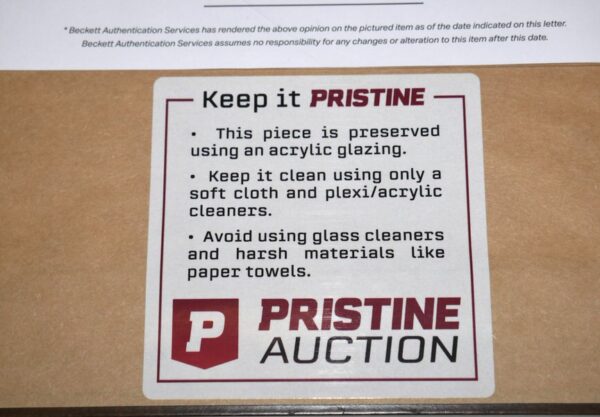 * Beckett Authentication Services has rendered the above opinion on the pictured item as of the date indicated on this letter.
Beckett Authentication Services assumes no responsibility for any changes or alteration to this item after this date.
Keep it PRISTINE
• This piece is preserved
using an acrylic glazing.
• Keep it clean using only a
soft cloth and plexi/acrylic
cleaners.
• Avoid using glass cleaners
and harsh materials like
paper towels.
P
PRISTINE
AUCTION